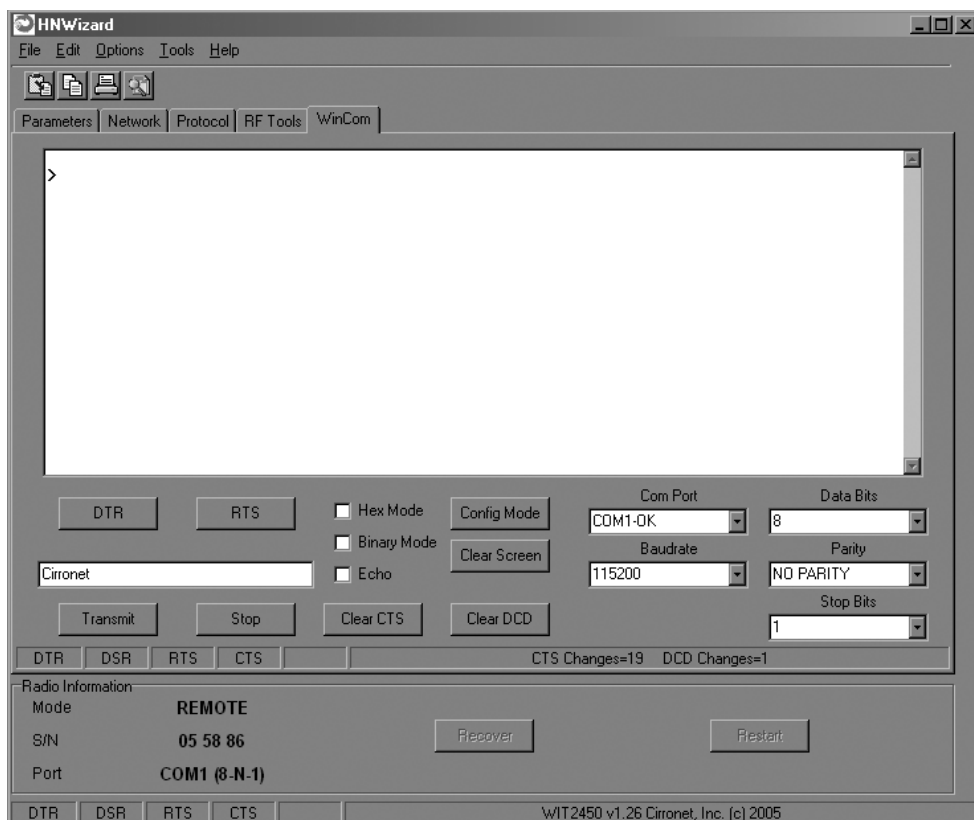 HNWizard
File Edit Options Tools Help
Parameters Network Protocol RF Tools WinCom
>
DTR RTS Hex Mode Config Mode Com Port Data Bits
COM1-OK 8
Binary Mode Clear Screen Baudrate Parity
Cirronet Echo 115200 NO PARITY
Stop Bits
Transmit Stop Clear CTS Clear DCD 1
DTR DSR RTS CTS CTS Changes=19 DCD Changes=1
Radio Information
Mode REMOTE
S/N 05 58 86 Recover Restart
Port COM1 (8-N-1)
DTR DSR RTS CTS WIT2450 v1.26 Cirronet, Inc. (c) 2005